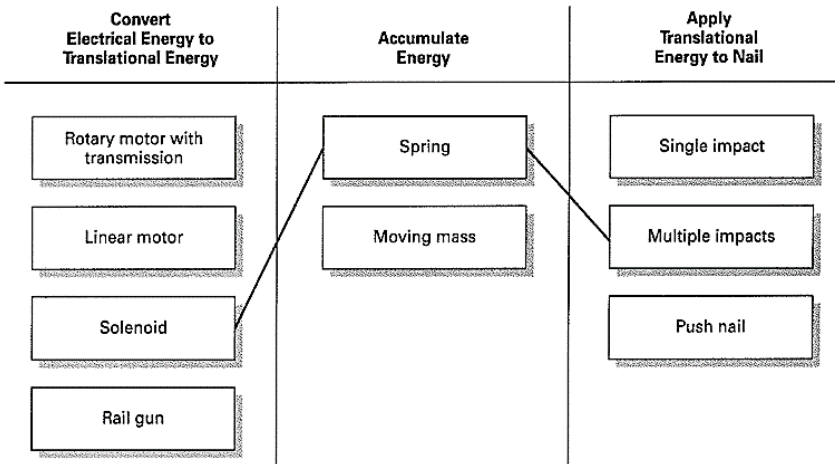 Convert
Electrical Energy to
Translational Energy
Accumulate
Energy
Apply
Translational
Energy to Nail
Rotary motor with
transmission
Linear motor
Solenoid
Rail gun
Spring
Moving mass
Single impact
Multiple impacts
Push nail